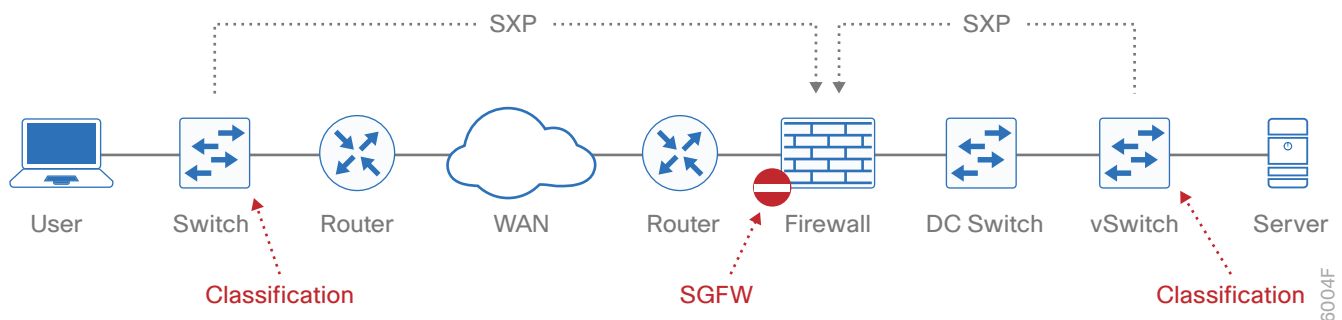 SXP
SXP
User
Switch
Router
WAN
Router
Firewall
DC Switch
vSwitch
Server
Classification
SGFW
Classification
6004F